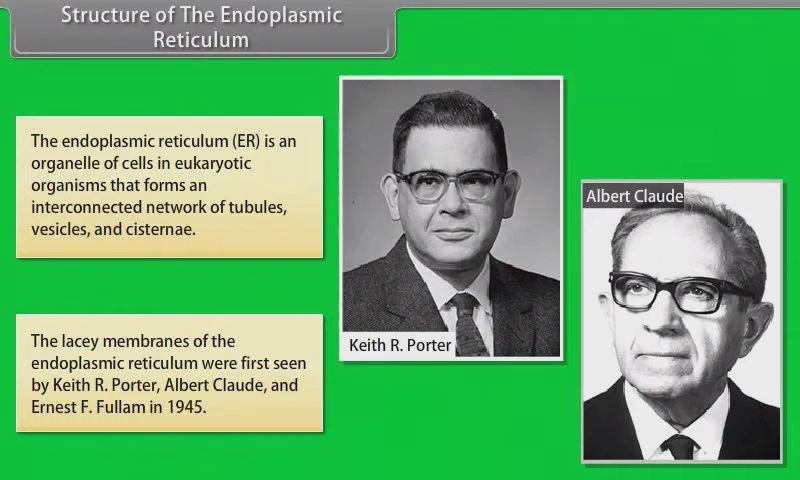 Structure of The Endoplasmic
Reticulum
The endoplasmic reticulum (ER) is an
organelle of cells in eukaryotic
organisms that forms an
interconnected network of tubules,
vesicles, and cisternae.
The lacey membranes of the
endoplasmic reticulum were first seen
by Keith R. Porter, Albert Claude, and
Ernest F. Fullam in 1945.
Keith R. Porter
Albert Claude